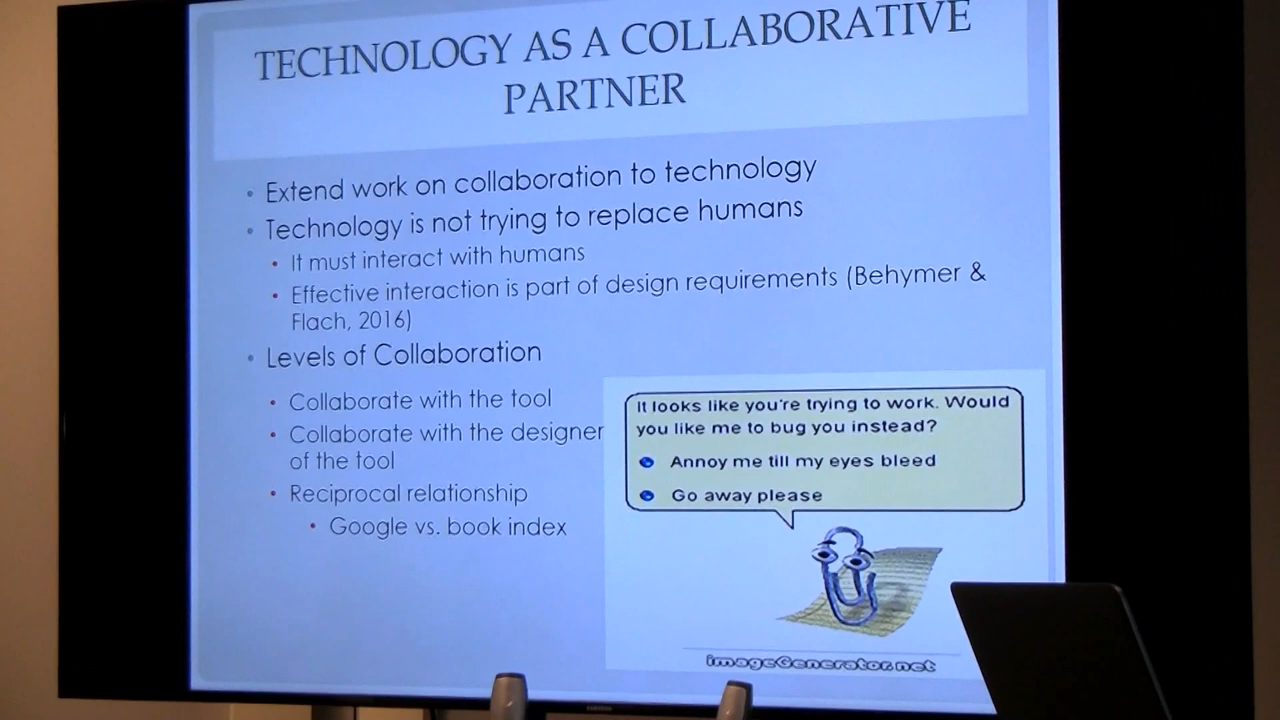 TECHNOLOGY AS A COLLABORATIVE
PARTNER
• Extend work on collaboration to technology
• Technology is not trying to replace humans
• It must interact with humans
• Effective interaction is part of design requirements (Behymer &
Flach, 2016)
• Levels of Collaboration
• Collaborate with the tool
• Collaborate with the designer
of the tool
• Reciprocal relationship
• Google vs. book index
It looks like you're trying to work. Would
you like me to bug you instead?
Annoy me till my eyes bleed
Go away please
imageGenerator.net
SAMSUNG